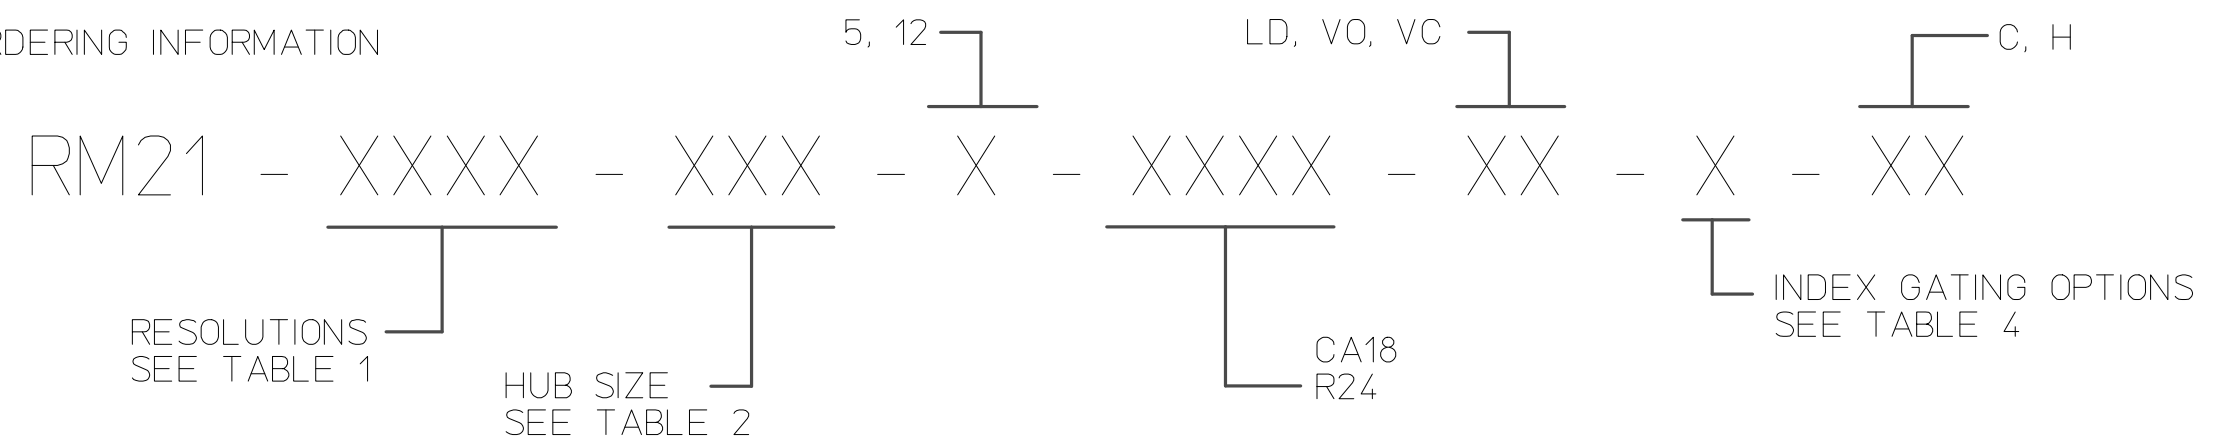 RDERING INFORMATION
5, 12
LD, VO, VC
C, H
RM21 - XXXX - XXX - X - XXXX - XX - X - XX
RESOLUTIONS
SEE TABLE 1
HUB SIZE
SEE TABLE 2
CA18
R24
INDEX GATING OPTIONS
SEE TABLE 4